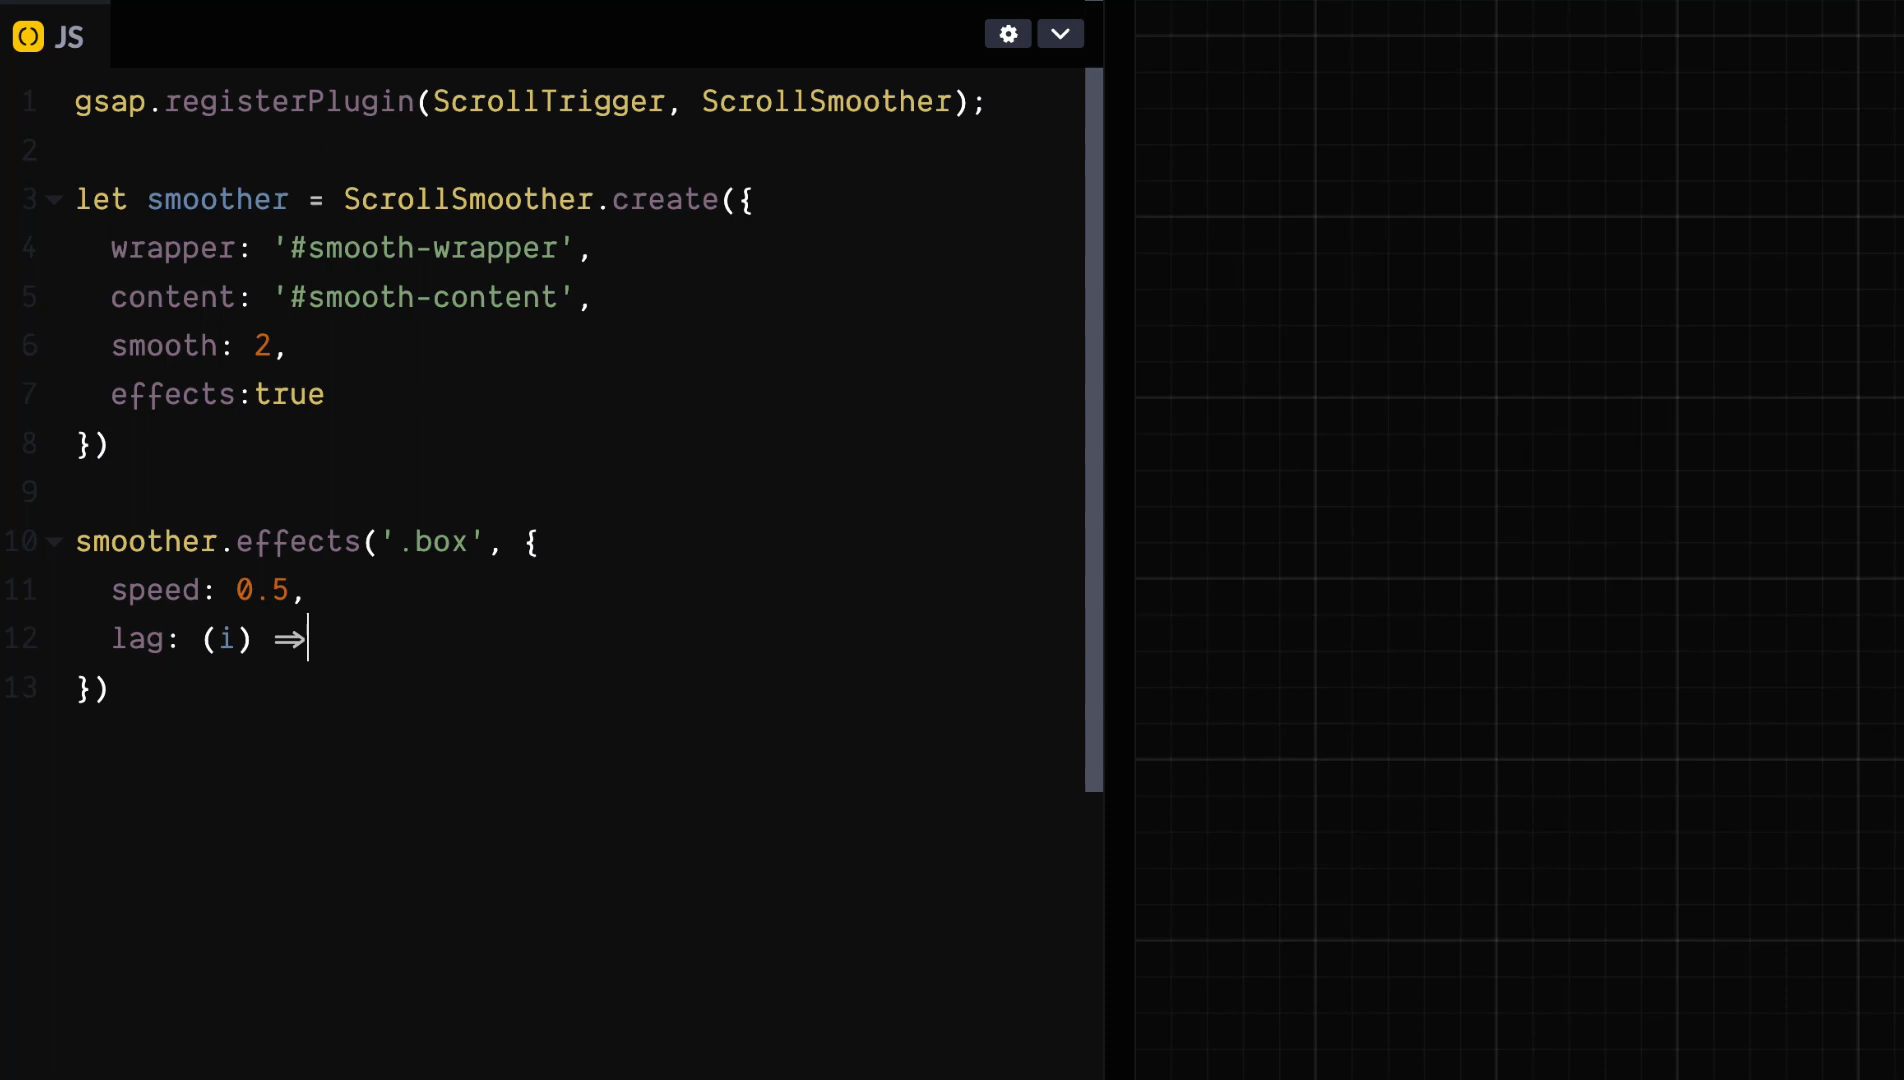 JS
1 gsap.registerPlugin(ScrollTrigger, ScrollSmoother);
2
3 let smoother = ScrollSmoother.create({
4 wrapper: '#smooth-wrapper',
5 content: '#smooth-content',
6 smooth: 2,
7 effects:true
8 })
9
10 smoother.effects('.box', {
11 speed: 0.5,
12 lag: (i) =>
13 })